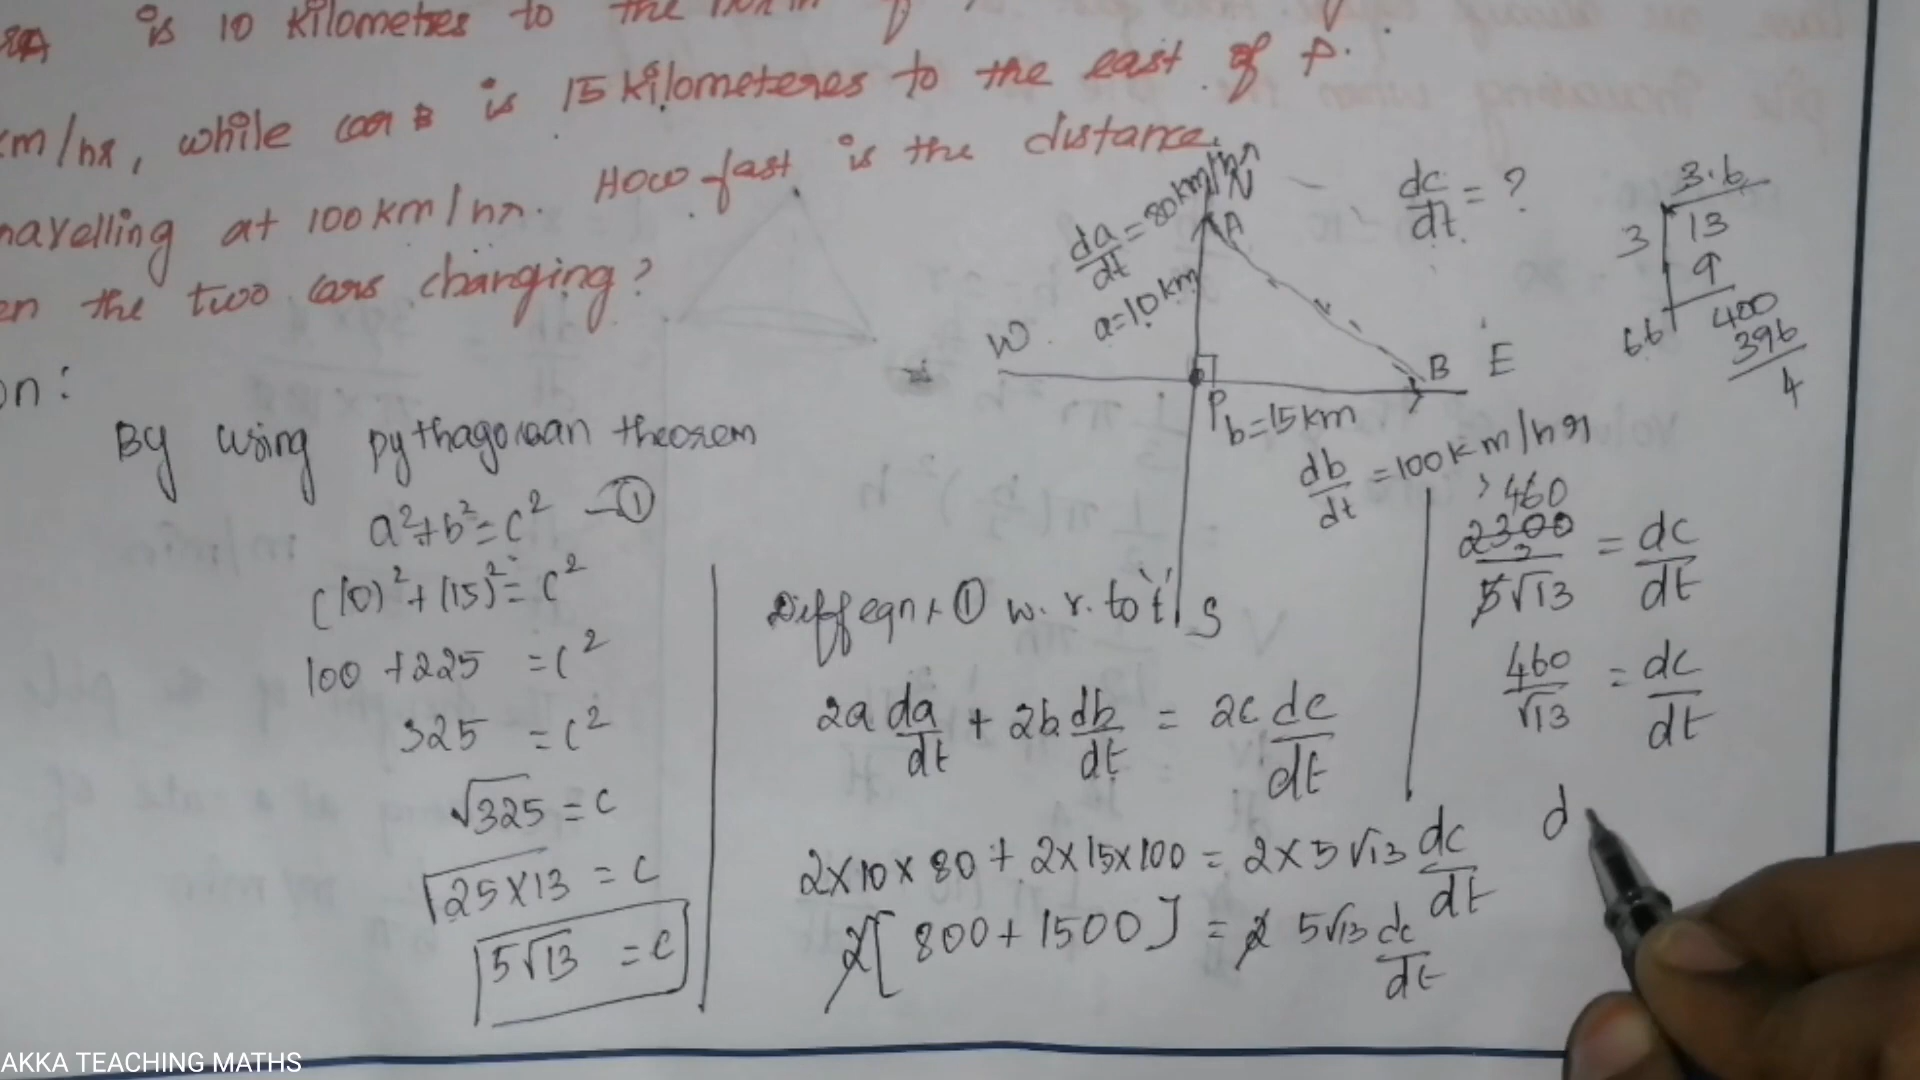 is 10 kilometres to the
km/hr, while car B is 15 kilometeres to the east of P.
travelling at 100 km/hr. How fast is the distance
the two cars changing?
on:
By using pythagoraan theorem
a²+b²=c² —①
(10)²+(15)²=c²
100 +225 =c²
325 =c²
√325 =c
√25×13 =c
5√13 =c
da/dt = 80km/hr
N
A
a=10km
W
P
B
E
b=15km
db/dt =100km/hr
S
dc/dt = ?
3.6
3 13
9
66 400
396
4
Diff eqn ① w.r.to 't'
2a da/dt + 2b db/dt = 2c dc/dt
2×10×80 + 2×15×100 = 2×5√13 dc/dt
2[800+1500] = 2 5√13 dc/dt
460
2300/5√13 = dc/dt
460/√13 = dc/dt
d
AKKA TEACHING MATHS